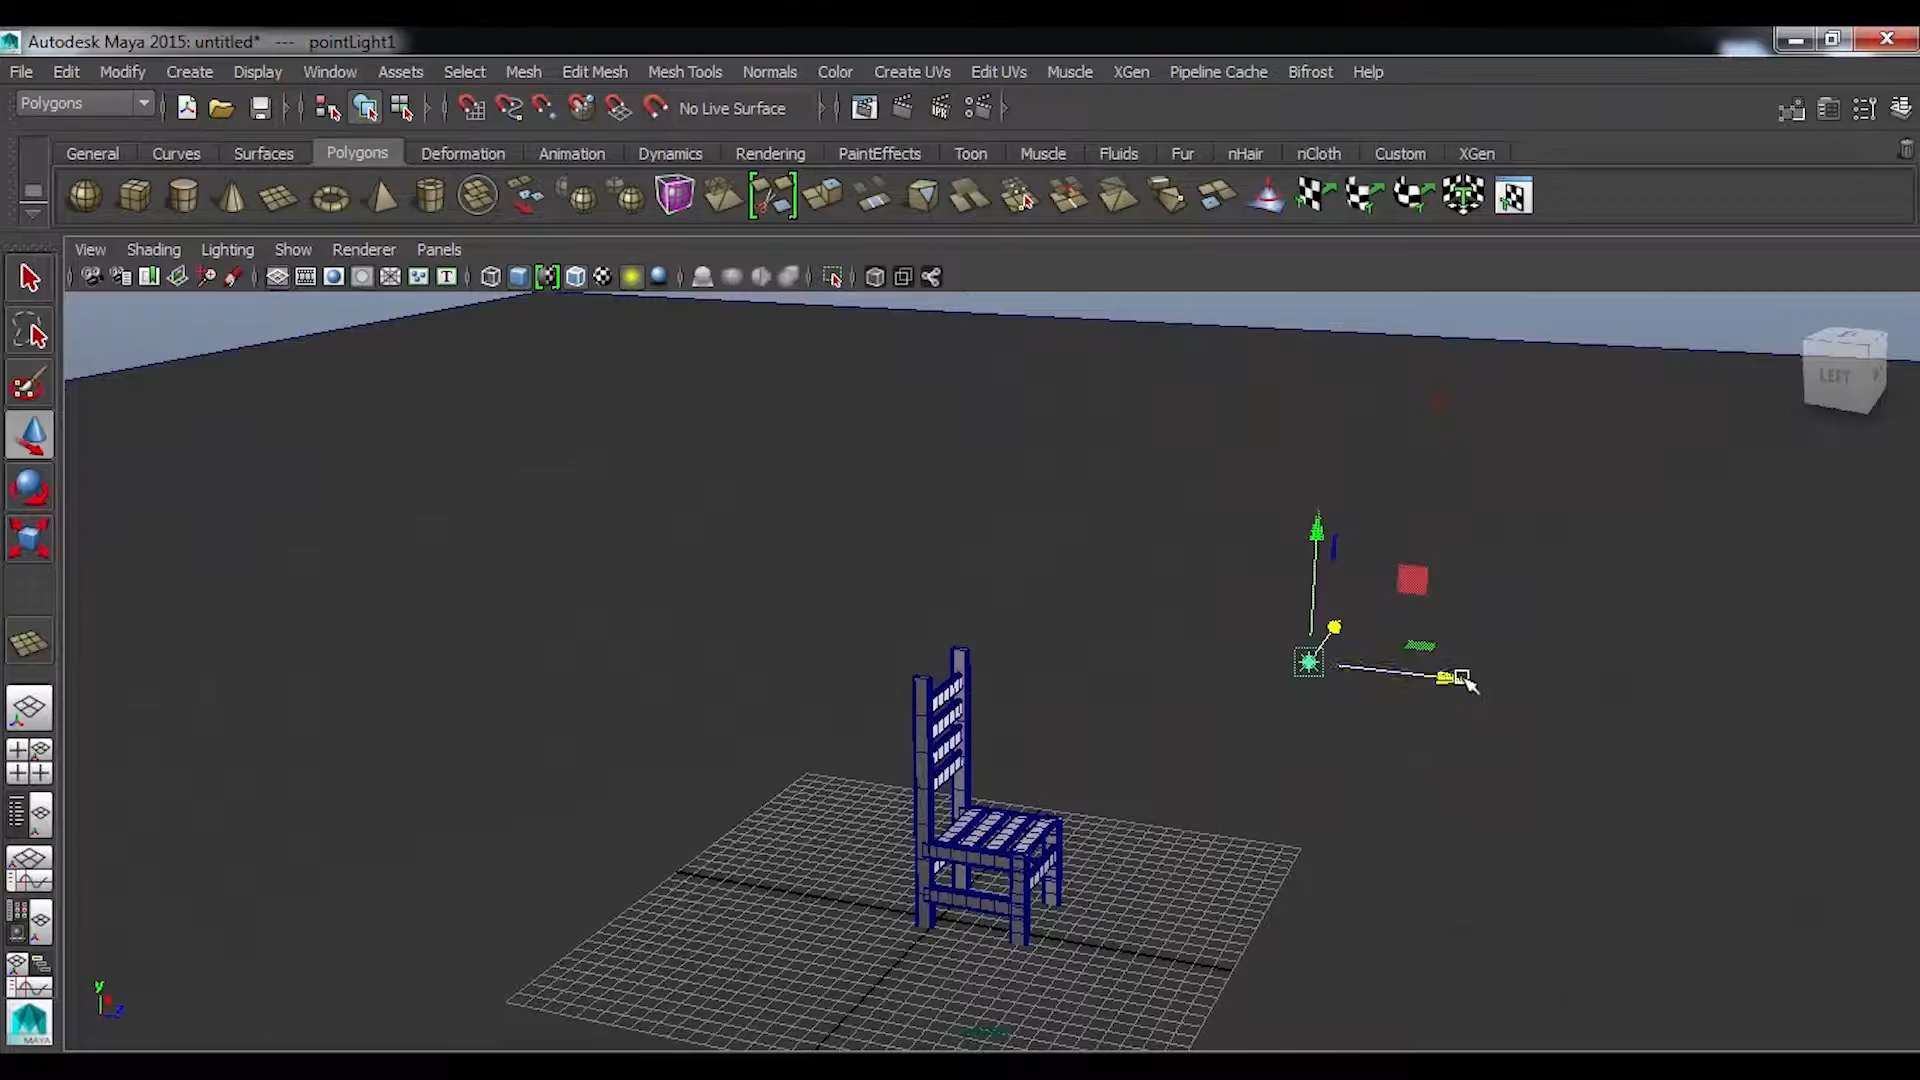 Autodesk Maya 2015: untitled* --- pointLight1
File Edit Modify Create Display Window Assets Select Mesh Edit Mesh Mesh Tools Normals Color Create UVs Edit UVs Muscle XGen Pipeline Cache Bifrost Help
Polygons No Live Surface IPR
General Curves Surfaces Polygons Deformation Animation Dynamics Rendering PaintEffects Toon Muscle Fluids Fur nHair nCloth Custom XGen
View Shading Lighting Show Renderer Panels
T
LEFT
y
z
MAYA